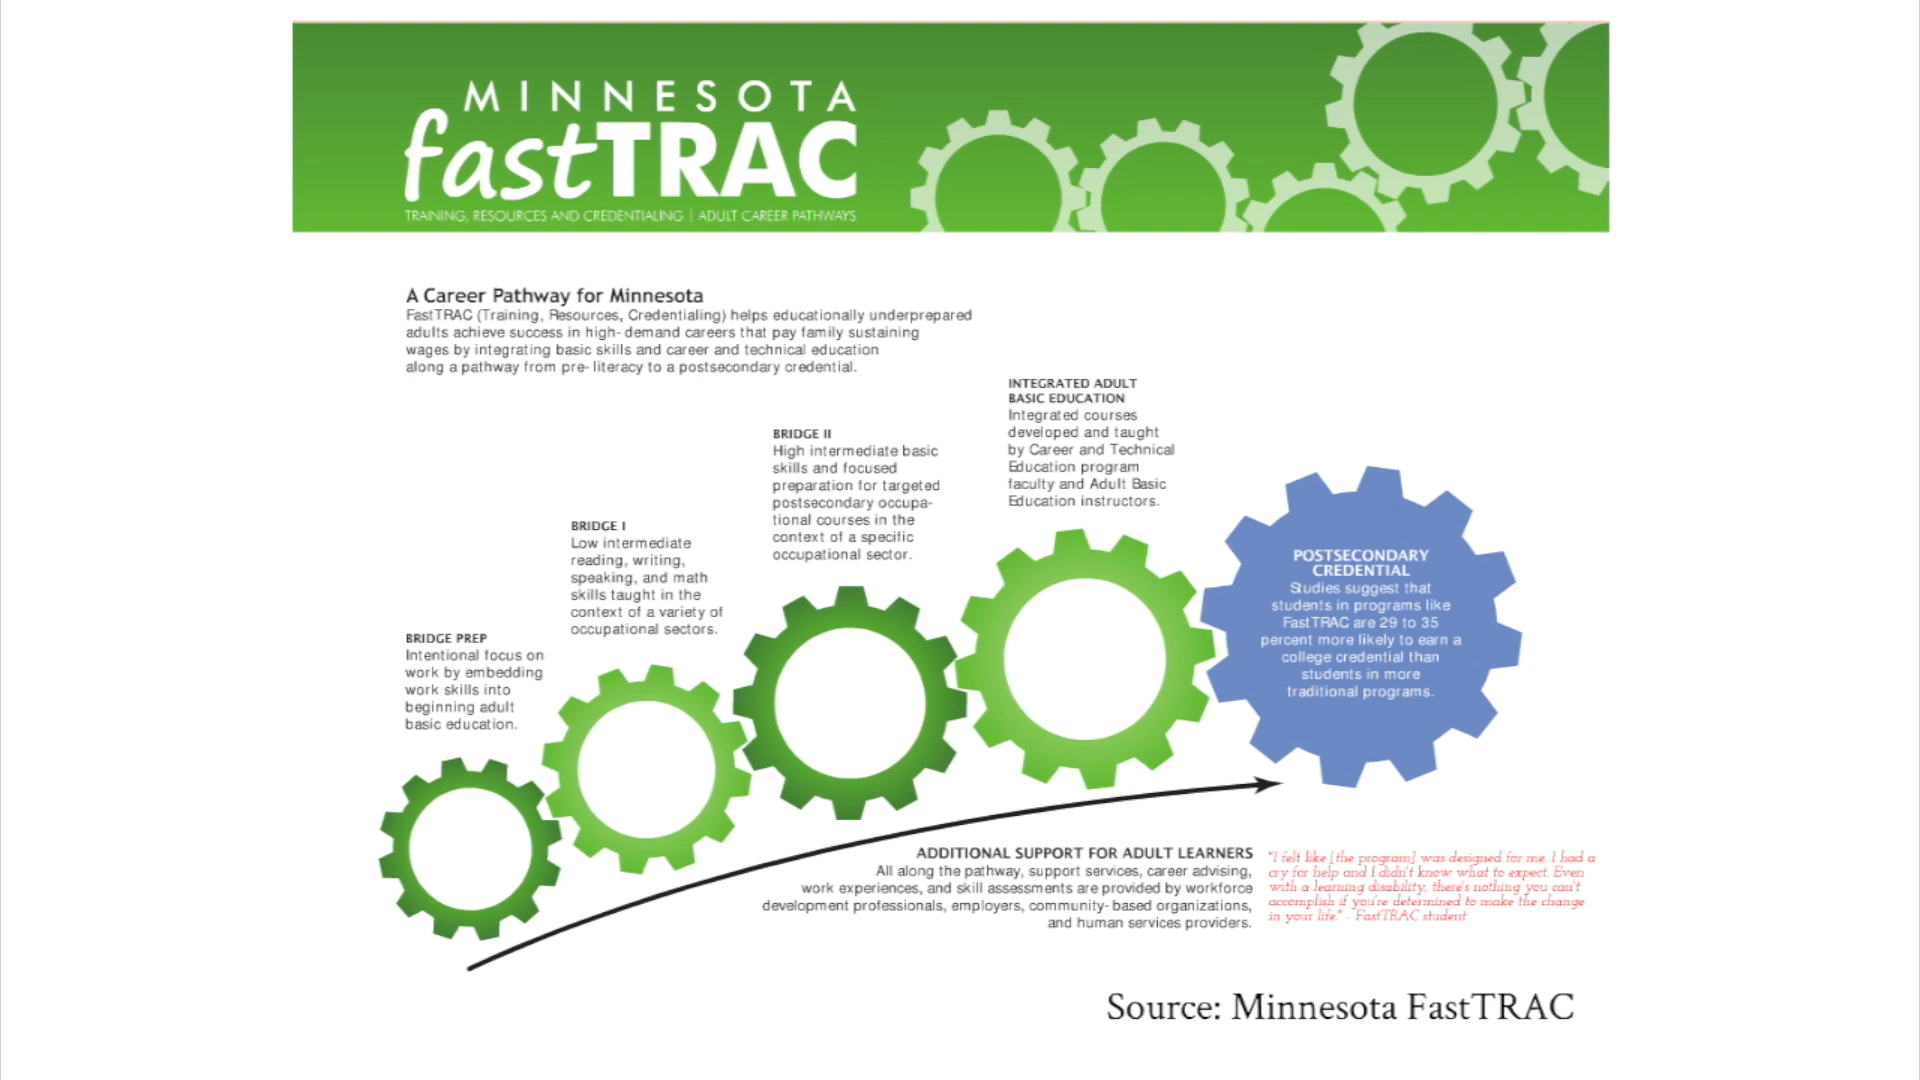 MINNESOTA
fastTRAC
TRAINING, RESOURCES AND CREDENTIALING | ADULT CAREER PATHWAYS
A Career Pathway for Minnesota
FastTRAC (Training, Resources, Credentialing) helps educationally underprepared
adults achieve success in high- demand careers that pay family sustaining
wages by integrating basic skills and career and technical education
along a pathway from pre- literacy to a postsecondary credential.
BRIDGE PREP
Intentional focus on
work by embedding
work skills into
beginning adult
basic education.
BRIDGE I
Low intermediate
reading, writing,
speaking, and math
skills taught in the
context of a variety of
occupational sectors.
BRIDGE II
High intermediate basic
skills and focused
preparation for targeted
postsecondary occupa-
tional courses in the
context of a specific
occupational sector.
INTEGRATED ADULT
BASIC EDUCATION
Integrated courses
developed and taught
by Career and Technical
Education program
faculty and Adult Basic
Education instructors.
POSTSECONDARY
CREDENTIAL
Studies suggest that
students in programs like
FastTRAC are 29 to 35
percent more likely to earn a
college credential than
students in more
traditional programs.
ADDITIONAL SUPPORT FOR ADULT LEARNERS
All along the pathway, support services, career advising,
work experiences, and skill assessments are provided by workforce
development professionals, employers, community- based organizations,
and human services providers.
"I felt like [the program] was designed for me. I had a
cry for help and I didn't know what to expect. Even
with a learning disability, there's nothing you can't
accomplish if you're determined to make the change
in your life." - FastTRAC student
Source: Minnesota FastTRAC